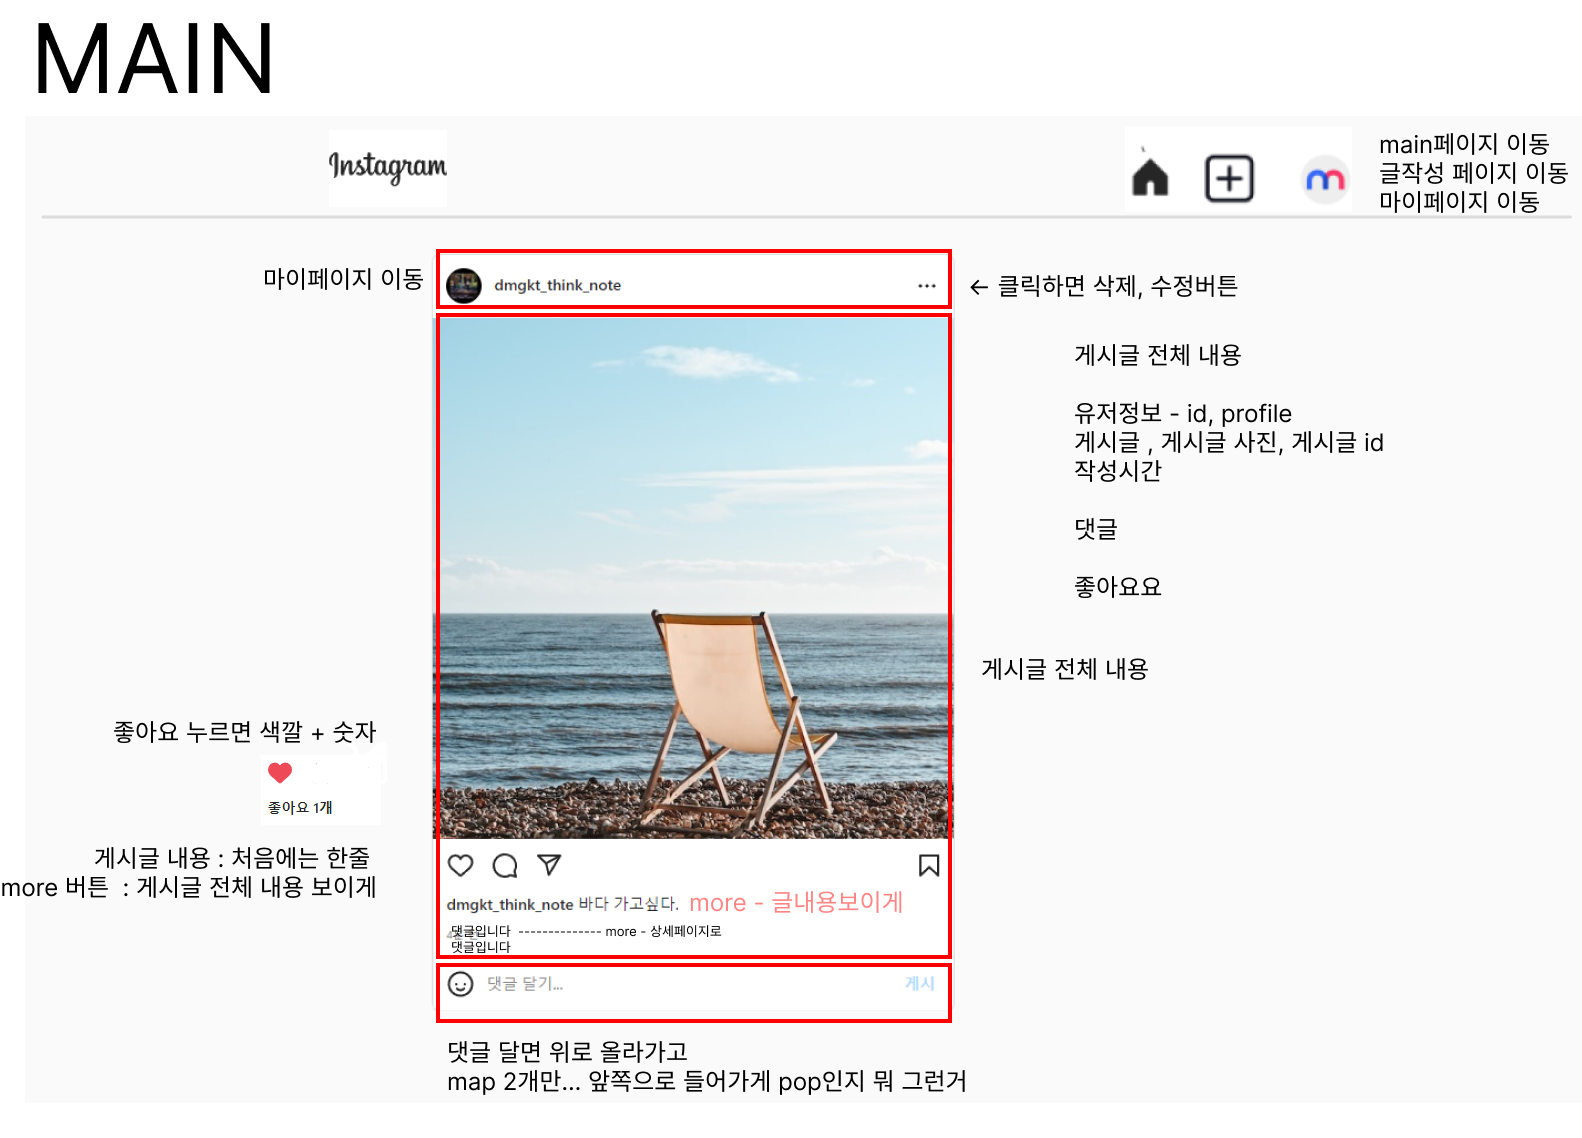 MAIN
Instagram
main페이지 이동
글작성 페이지 이동
마이페이지 이동
마이페이지 이동
dmgkt_think_note
← 클릭하면 삭제, 수정버튼
게시글 전체 내용
유저정보 - id, profile
게시글 , 게시글 사진, 게시글 id
작성시간
댓글
좋아요요
게시글 전체 내용
좋아요 누르면 색깔 + 숫자
좋아요 1개
게시글 내용 : 처음에는 한줄
more 버튼 : 게시글 전체 내용 보이게
dmgkt_think_note 바다 가고싶다. more - 글내용보이게
댓글입니다 -------------- more - 상세페이지로
댓글입니다
댓글 달기...
게시
댓글 달면 위로 올라가고
map 2개만... 앞쪽으로 들어가게 pop인지 뭐 그런거